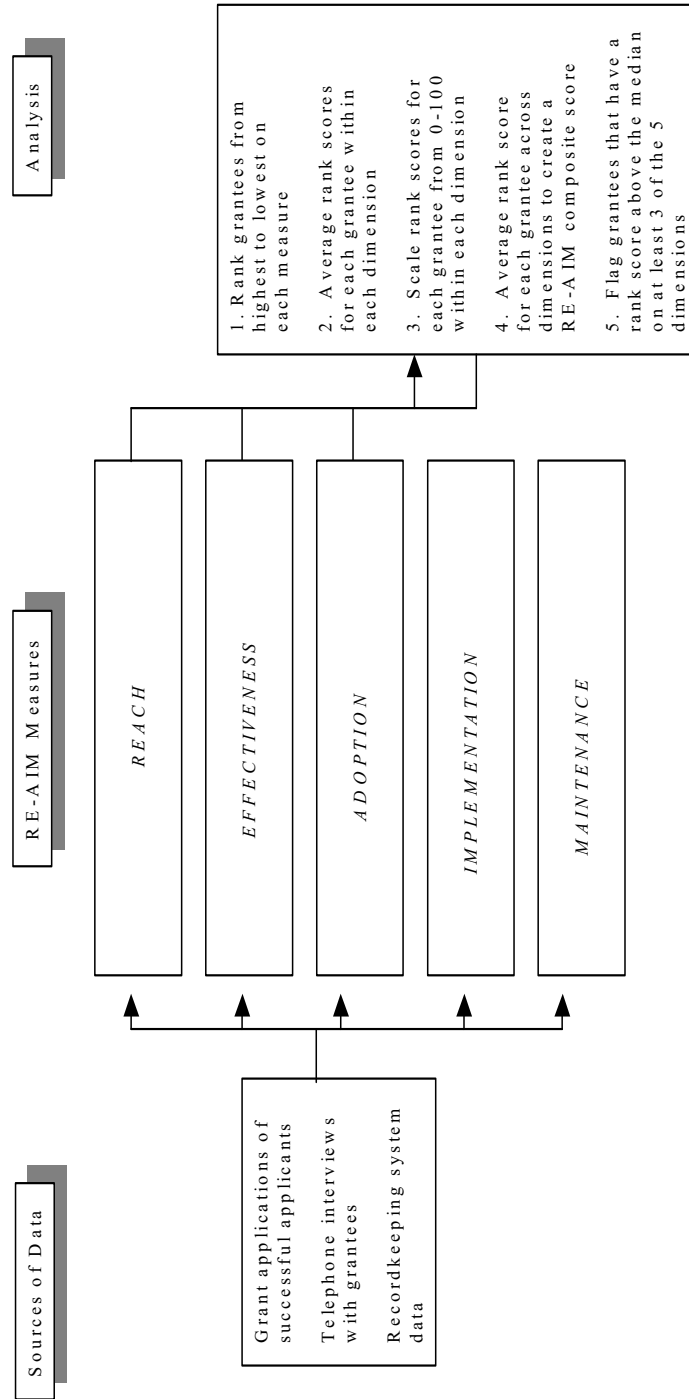 Sources of Data
Grant applications of
successful applicants
Telephone interviews
with grantees
Recordkeeping system
data
RE-AIM Measures
REACH
EFFECTIVENESS
ADOPTION
IMPLEMENTATION
MAINTENANCE
Analysis
1. Rank grantees from
highest to lowest on
each measure
2. Average rank scores
for each grantee within
each dimension
3. Scale rank scores for
each grantee from 0-100
within each dimension
4. Average rank score
for each grantee across
dimensions to create a
RE-AIM composite score
5. Flag grantees that have a
rank score above the median
on at least 3 of the 5
dimensions